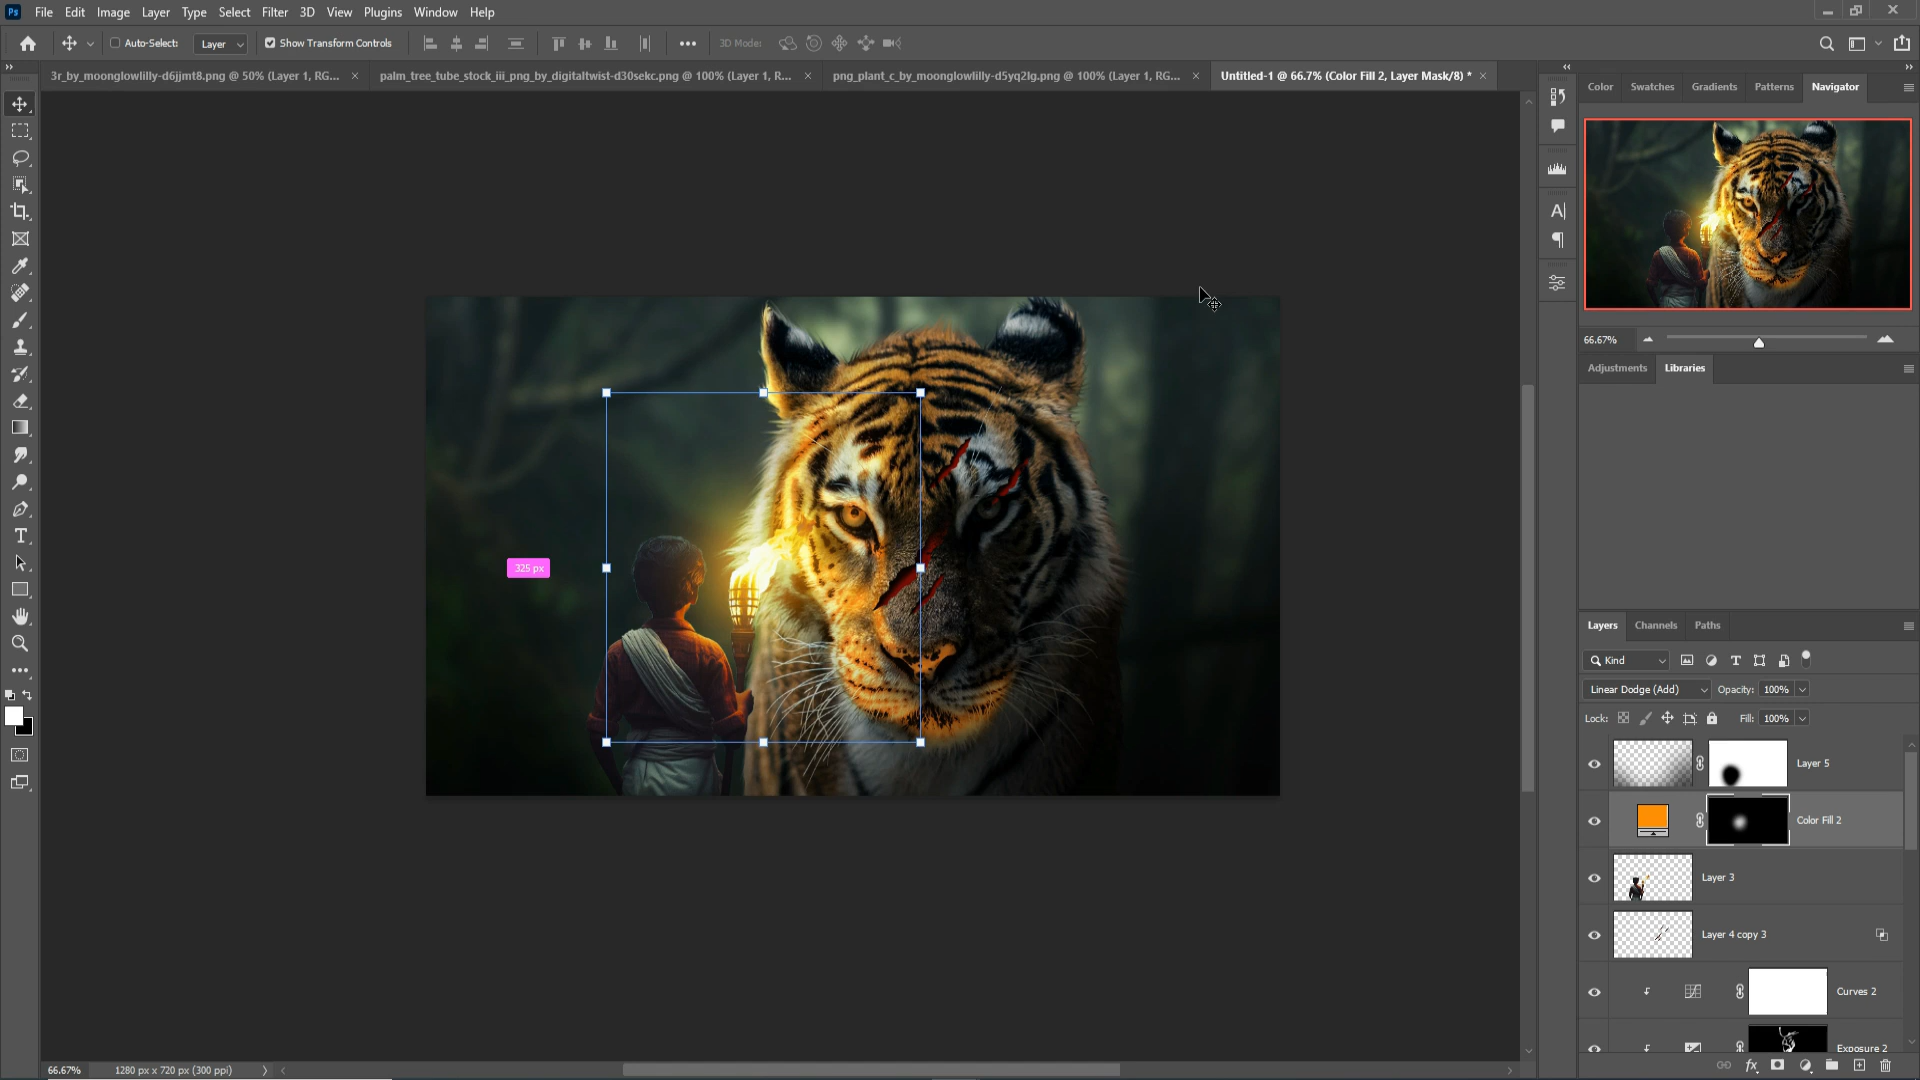 Ps File Edit Image Layer Type Select Filter 3D View Plugins Window Help
Auto-Select: Layer Show Transform Controls 3D Mode:
3r_by_moonglowlilly-d6jjmt8.png @ 50% (Layer 1, RG...
palm_tree_tube_stock_iii_png_by_digitaltwist-d30sekc.png @ 100% (Layer 1, R...
png_plant_c_by_moonglowlilly-d5yq2lg.png @ 100% (Layer 1, RG...
Untitled-1 @ 66.7% (Color Fill 2, Layer Mask/8) *
Color Swatches Gradients Patterns Navigator
66.67%
Adjustments Libraries
325 px
Layers Channels Paths
Kind
Linear Dodge (Add) Opacity: 100%
Lock: Fill: 100%
Layer 5
Color Fill 2
Layer 3
Layer 4 copy 3
Curves 2
Exposure 2
66.67% 1280 px x 720 px (300 ppi)